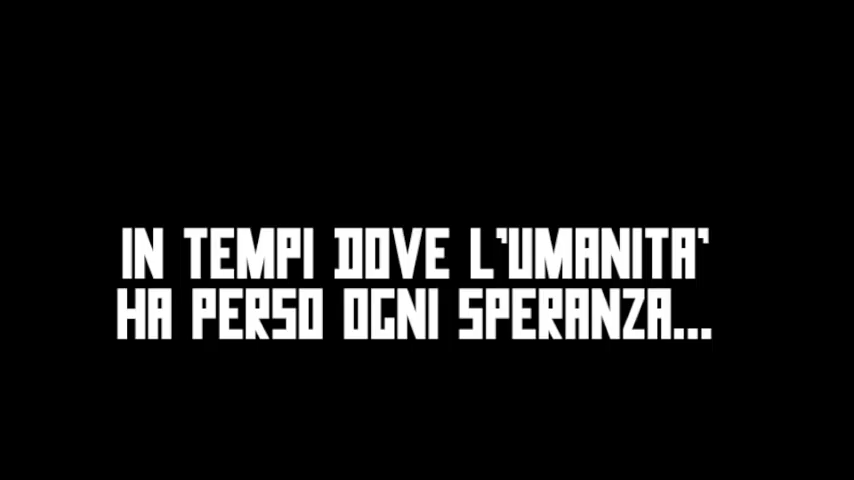 IN TEMPI DOVE L'UMANITA'
HA PERSO OGNI SPERANZA...